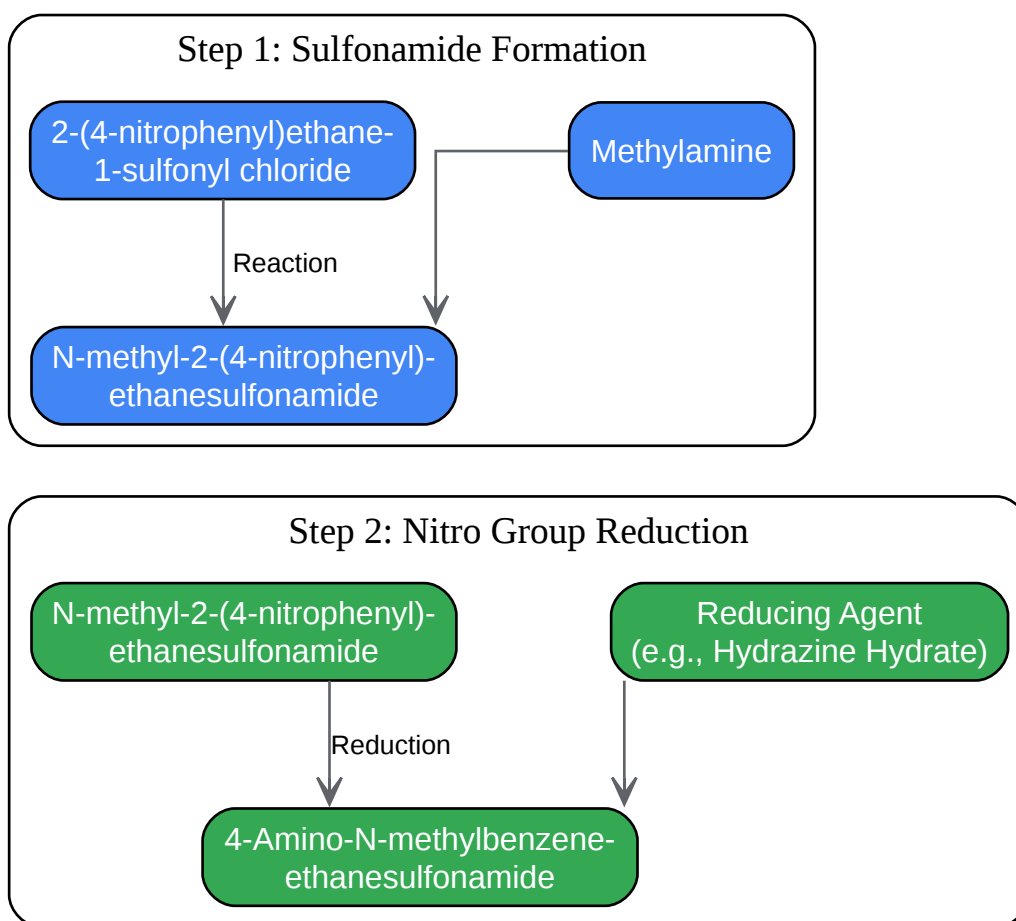 Step 1: Sulfonamide Formation
2-(4-nitrophenyl)ethane-
1-sulfonyl chloride
Methylamine
Reaction
N-methyl-2-(4-nitrophenyl)-
ethanesulfonamide
Step 2: Nitro Group Reduction
N-methyl-2-(4-nitrophenyl)-
ethanesulfonamide
Reducing Agent
(e.g., Hydrazine Hydrate)
Reduction
4-Amino-N-methylbenzene-
ethanesulfonamide